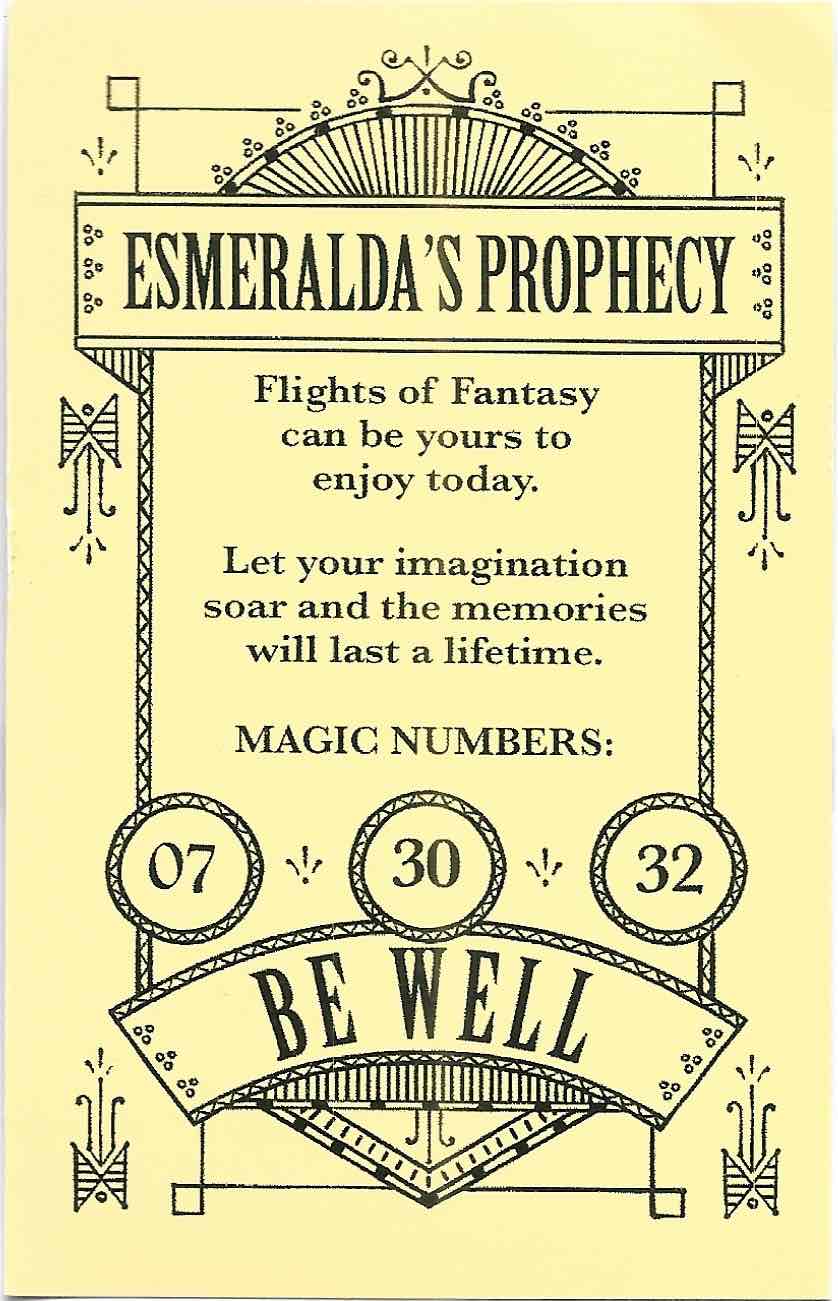 ESMERALDA'S PROPHECY
Flights of Fantasy
can be yours to
enjoy today.
Let your imagination
soar and the memories
will last a lifetime.
MAGIC NUMBERS:
07 30 32
BE WELL